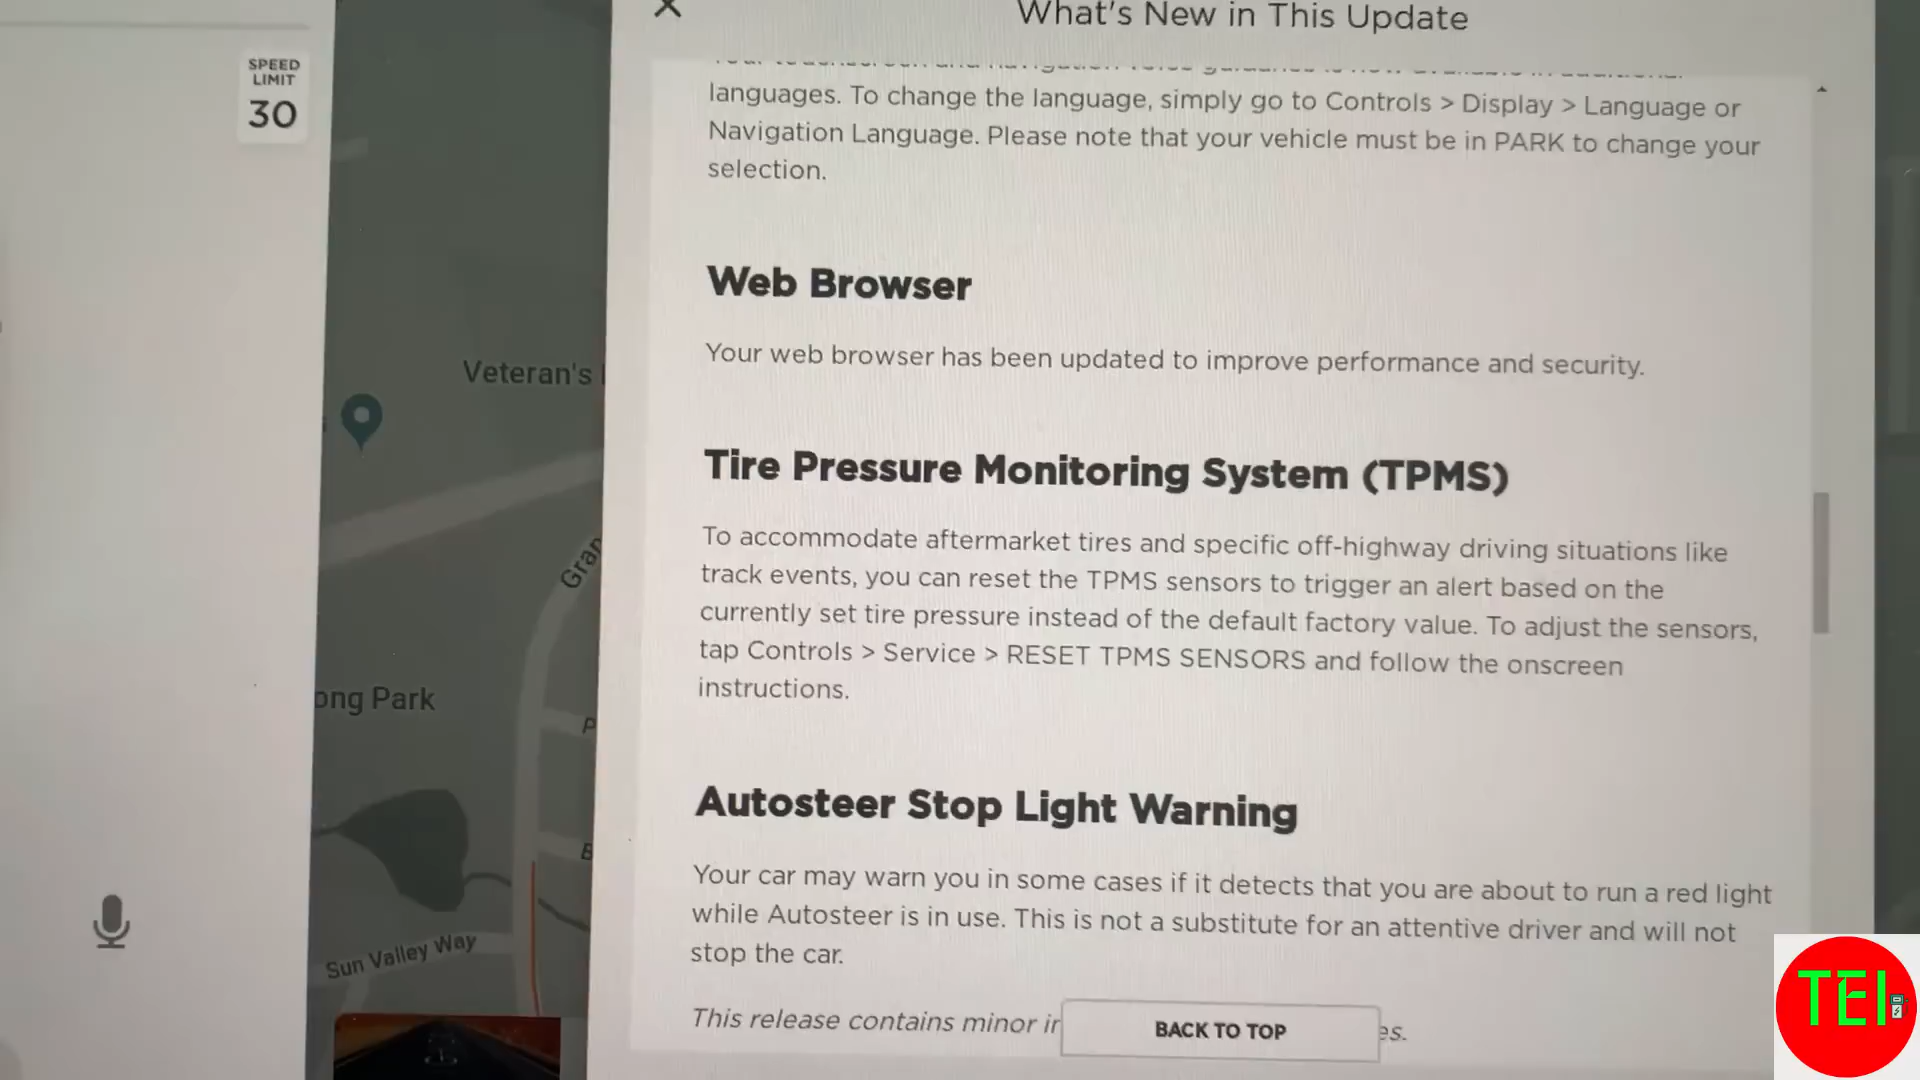 SPEED
LIMIT
30
Veteran's
Gran
ong Park
P
B
Sun Valley Way
What's New in This Update
languages. To change the language, simply go to Controls > Display > Language or
Navigation Language. Please note that your vehicle must be in PARK to change your
selection.
Web Browser
Your web browser has been updated to improve performance and security.
Tire Pressure Monitoring System (TPMS)
To accommodate aftermarket tires and specific off-highway driving situations like
track events, you can reset the TPMS sensors to trigger an alert based on the
currently set tire pressure instead of the default factory value. To adjust the sensors,
tap Controls > Service > RESET TPMS SENSORS and follow the onscreen
instructions.
Autosteer Stop Light Warning
Your car may warn you in some cases if it detects that you are about to run a red light
while Autosteer is in use. This is not a substitute for an attentive driver and will not
stop the car.
This release contains minor
BACK TO TOP
es.
TEI